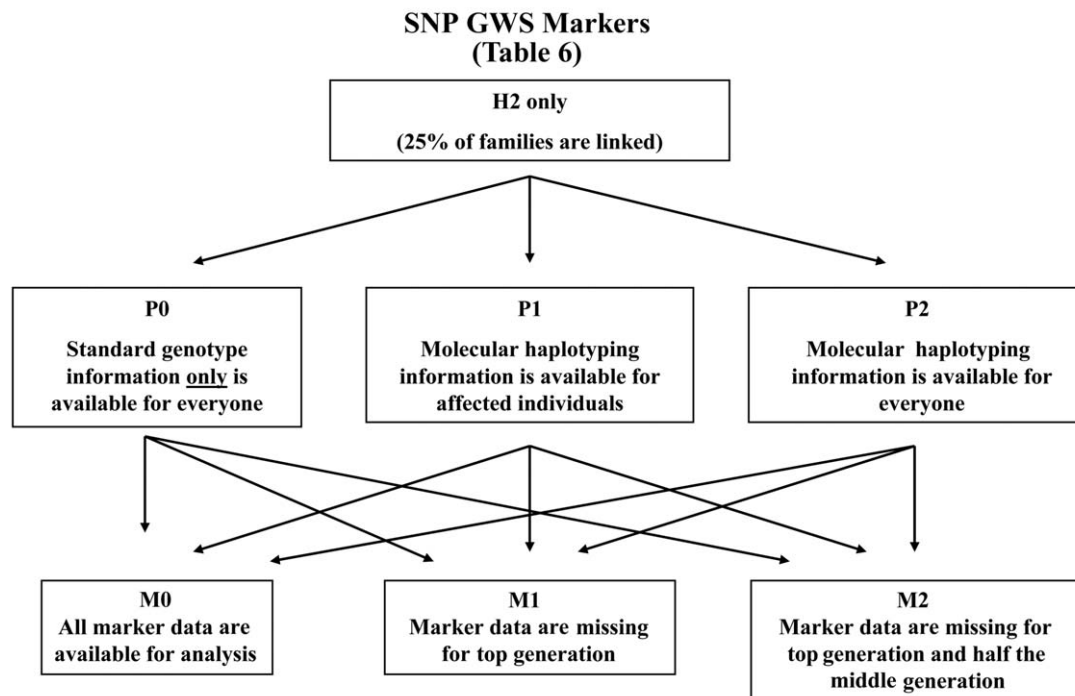 SNP GWS Markers
(Table 6)
H2 only
(25% of families are linked)
P0
Standard genotype
information only is
available for everyone
P1
Molecular haplotyping
information is available for
affected individuals
P2
Molecular haplotyping
information is available for
everyone
M0
All marker data are
available for analysis
M1
Marker data are missing
for top generation
M2
Marker data are missing for
top generation and half the
middle generation